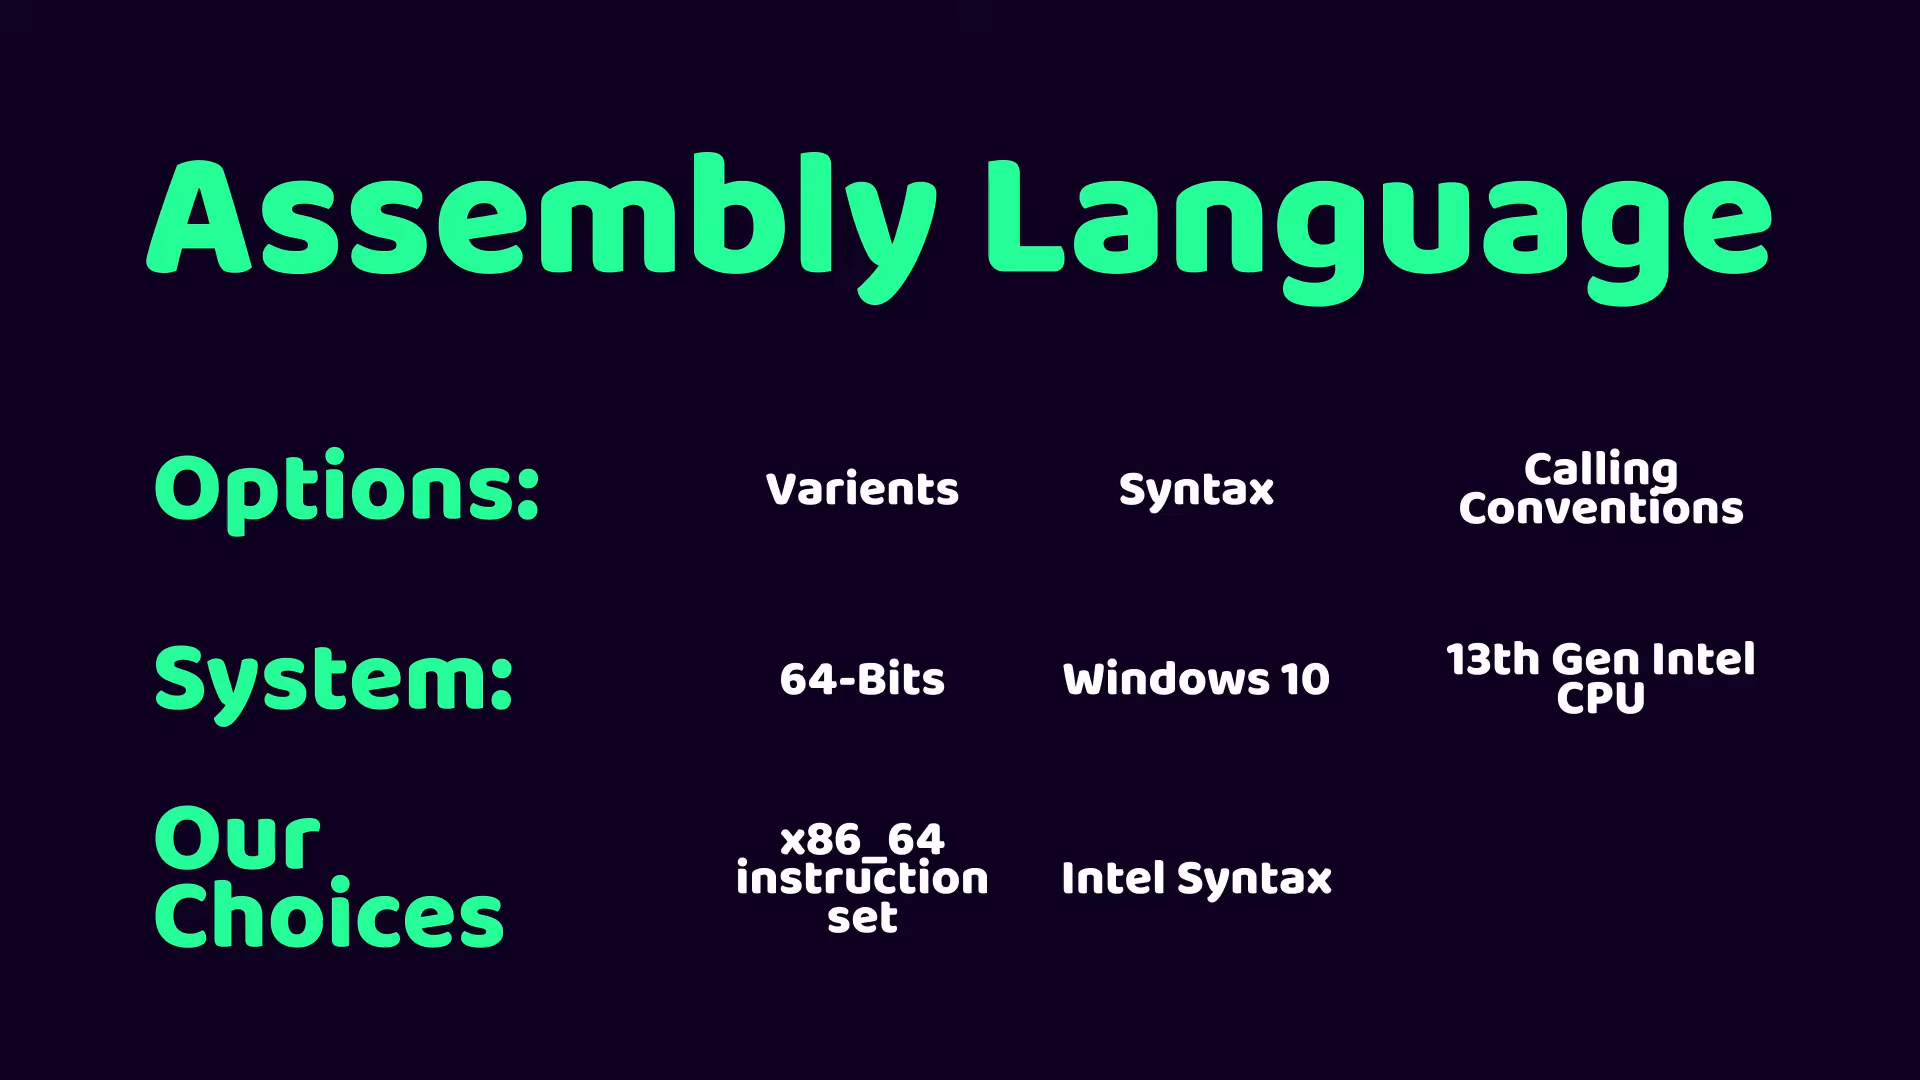 Assembly Language
Options:
Varients
Syntax
Calling
Conventions
System:
64-Bits
Windows 10
13th Gen Intel
CPU
Our
Choices
x86_64
instruction
set
Intel Syntax